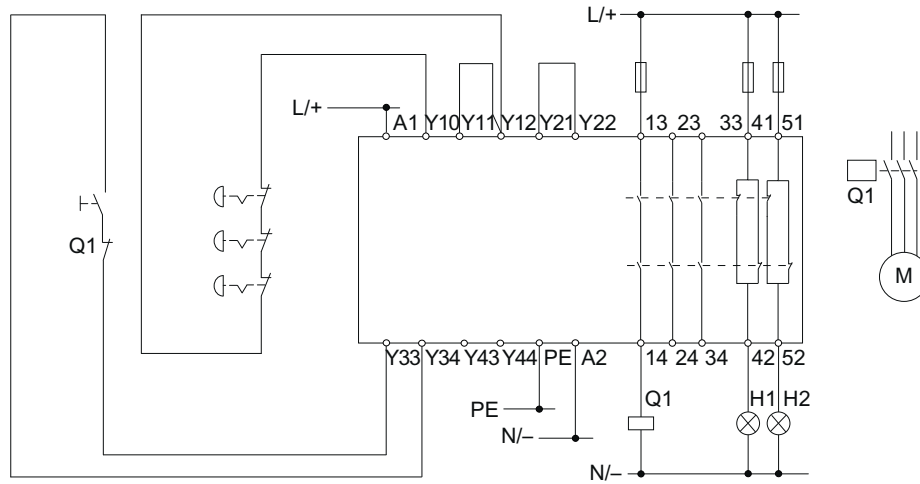 L/+
L/+
A1 Y10 Y11 Y12 Y21 Y22 13 23 33 41 51
Q1
Q1
M
Y33 Y34 Y43 Y44 PE A2 14 24 34 42 52
Q1 H1 H2
PE
N/–
N/–